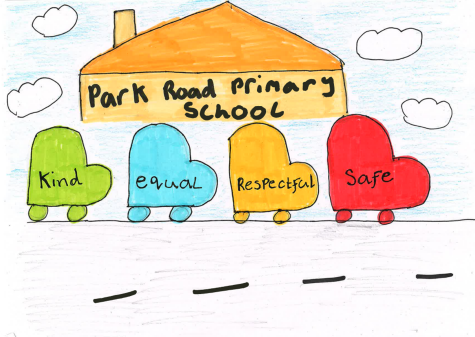 Park Road Primary
SCHOOL
Kind
equal
Respectful
Safe